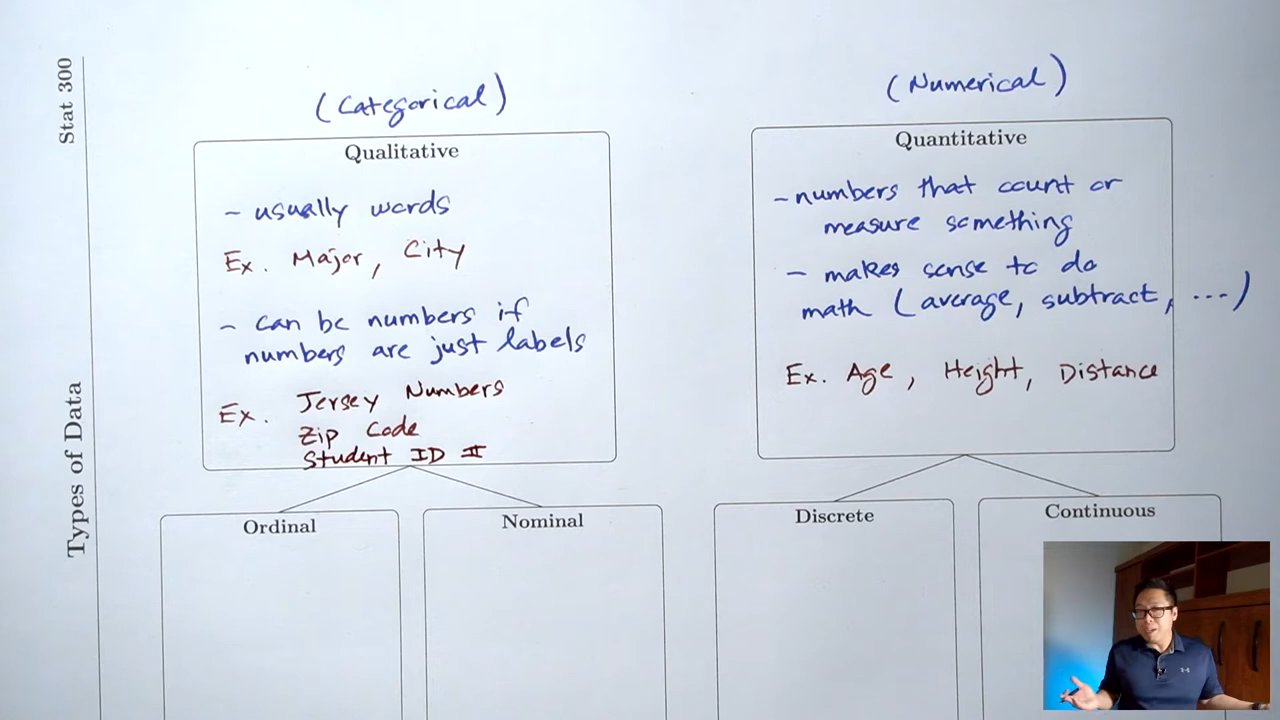 Stat 300
Types of Data
(Categorical)
Qualitative
- usually words
Ex. Major, City
- can be numbers if
numbers are just labels
Ex. Jersey Numbers
Zip Code
Student ID #
Ordinal
Nominal
(Numerical)
Quantitative
- numbers that count or
measure something
- makes sense to do
math (average, subtract, ...)
Ex. Age, Height, Distance
Discrete
Continuous